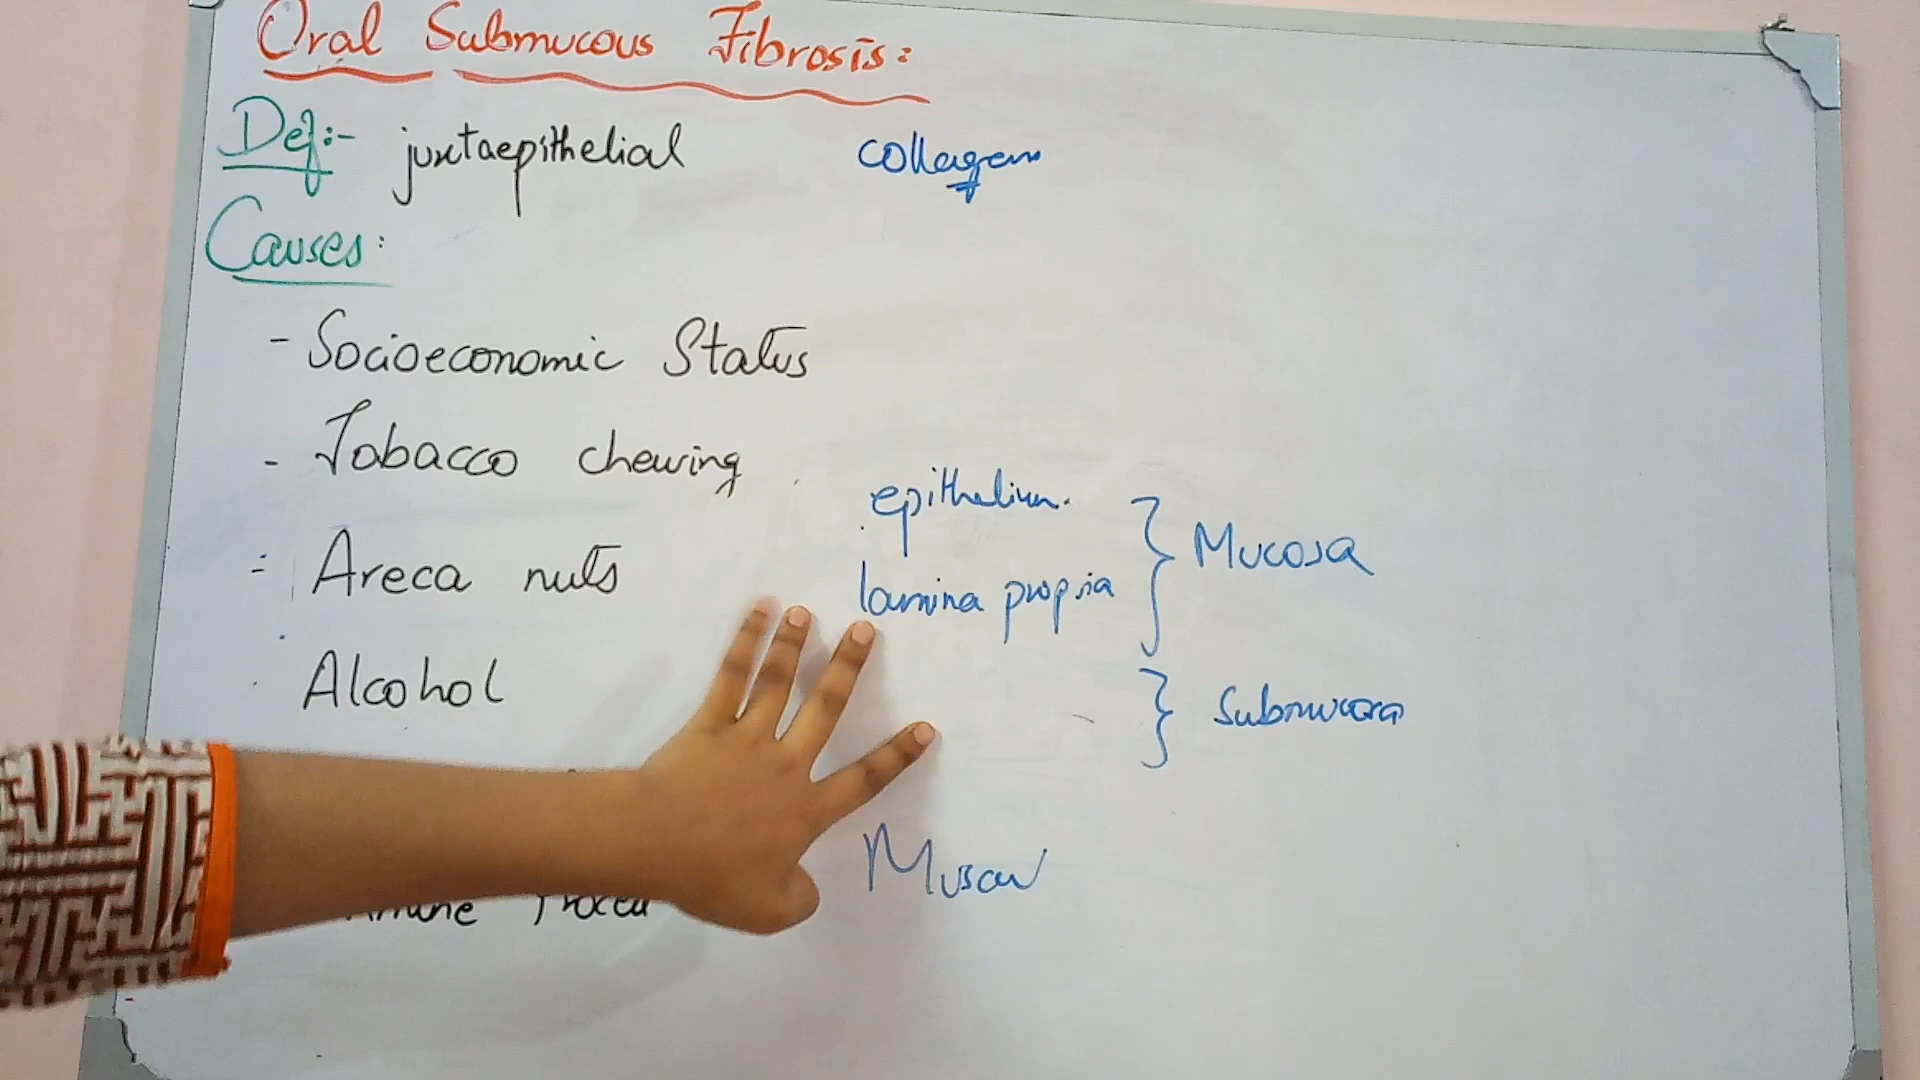 Oral Submucous Fibrosis:
Def:- juxtaepithelial collagen
Causes:
- Socioeconomic Status
- Tobacco chewing
epithelium.
Mucosa
= Areca nuts
lamina propria
Alcohol
Submucosa